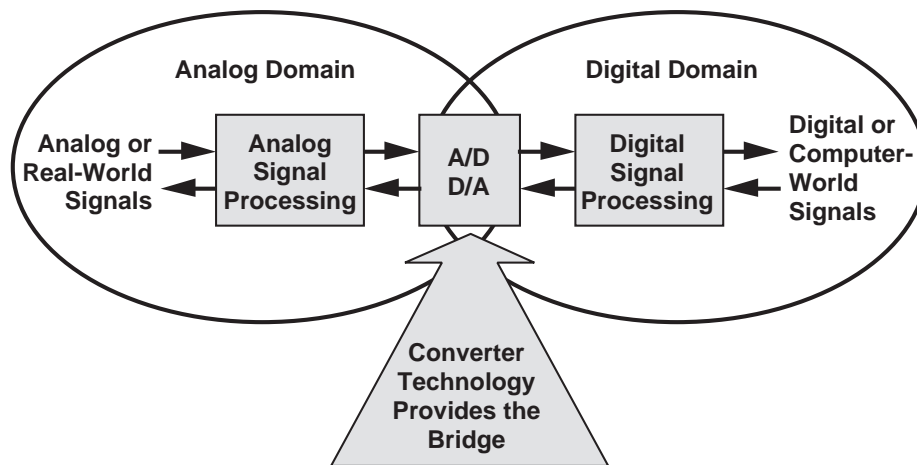 Analog Domain
Digital Domain
Analog or
Real-World
Signals
Analog
Signal
Processing
A/D
D/A
Digital
Signal
Processing
Digital or
Computer-
World
Signals
Converter
Technology
Provides the
Bridge